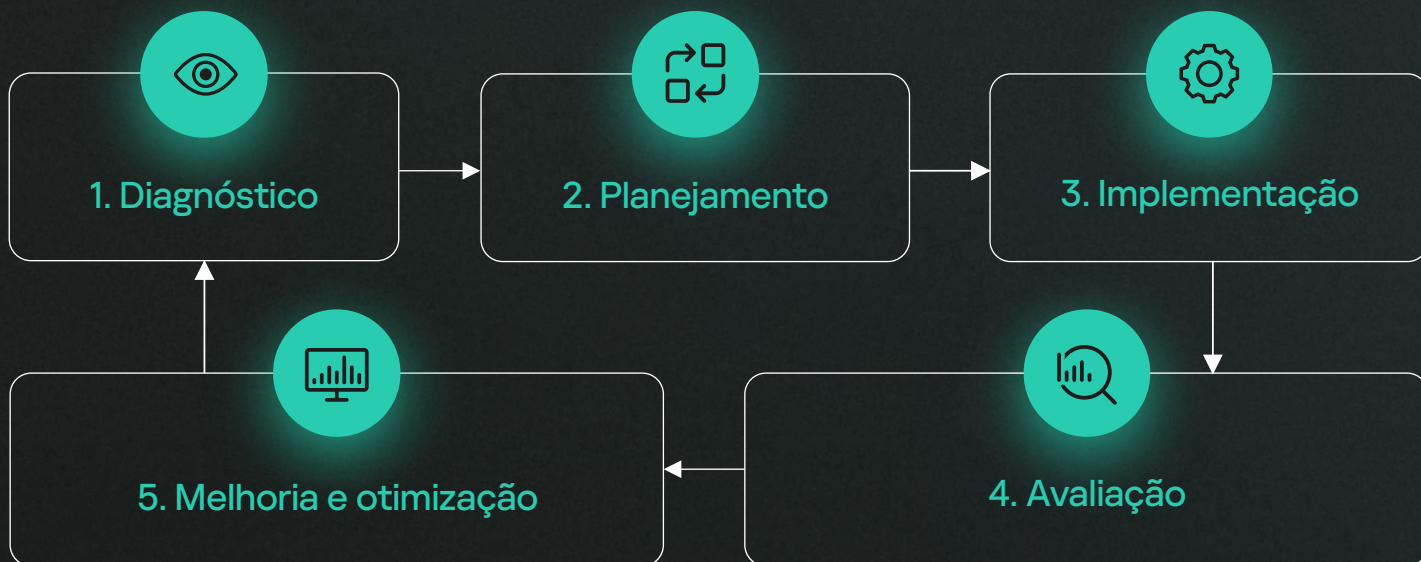 1. Diagnóstico
2. Planejamento
3. Implementação
4. Avaliação
5. Melhoria e otimização